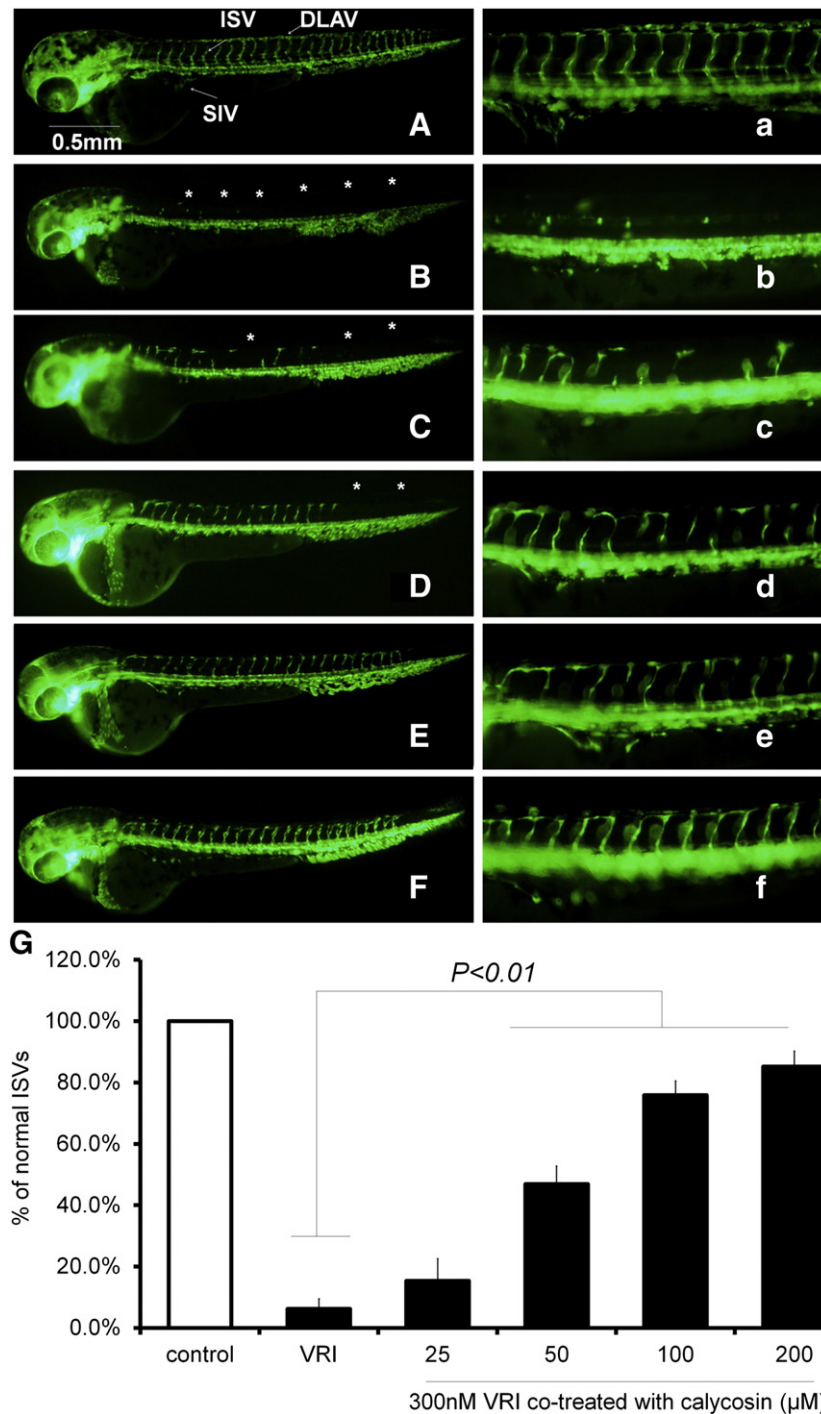 ISV DLAV
SIV
0.5mm
A
a
* * * * * *
B
b
* * *
C
c
* *
D
d
E
e
F
f
G
P<0.01
% of normal ISVs
120.0%
100.0%
80.0%
60.0%
40.0%
20.0%
0.0%
control VRI 25 50 100 200
300nM VRI co-treated with calycosin (μM)